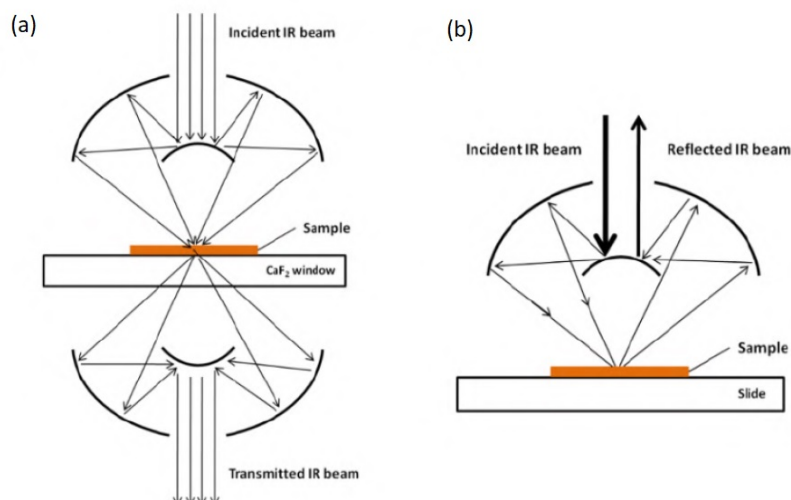 (a)
Incident IR beam
Sample
CaF₂ window
Transmitted IR beam
(b)
Incident IR beam
Reflected IR beam
Sample
Slide